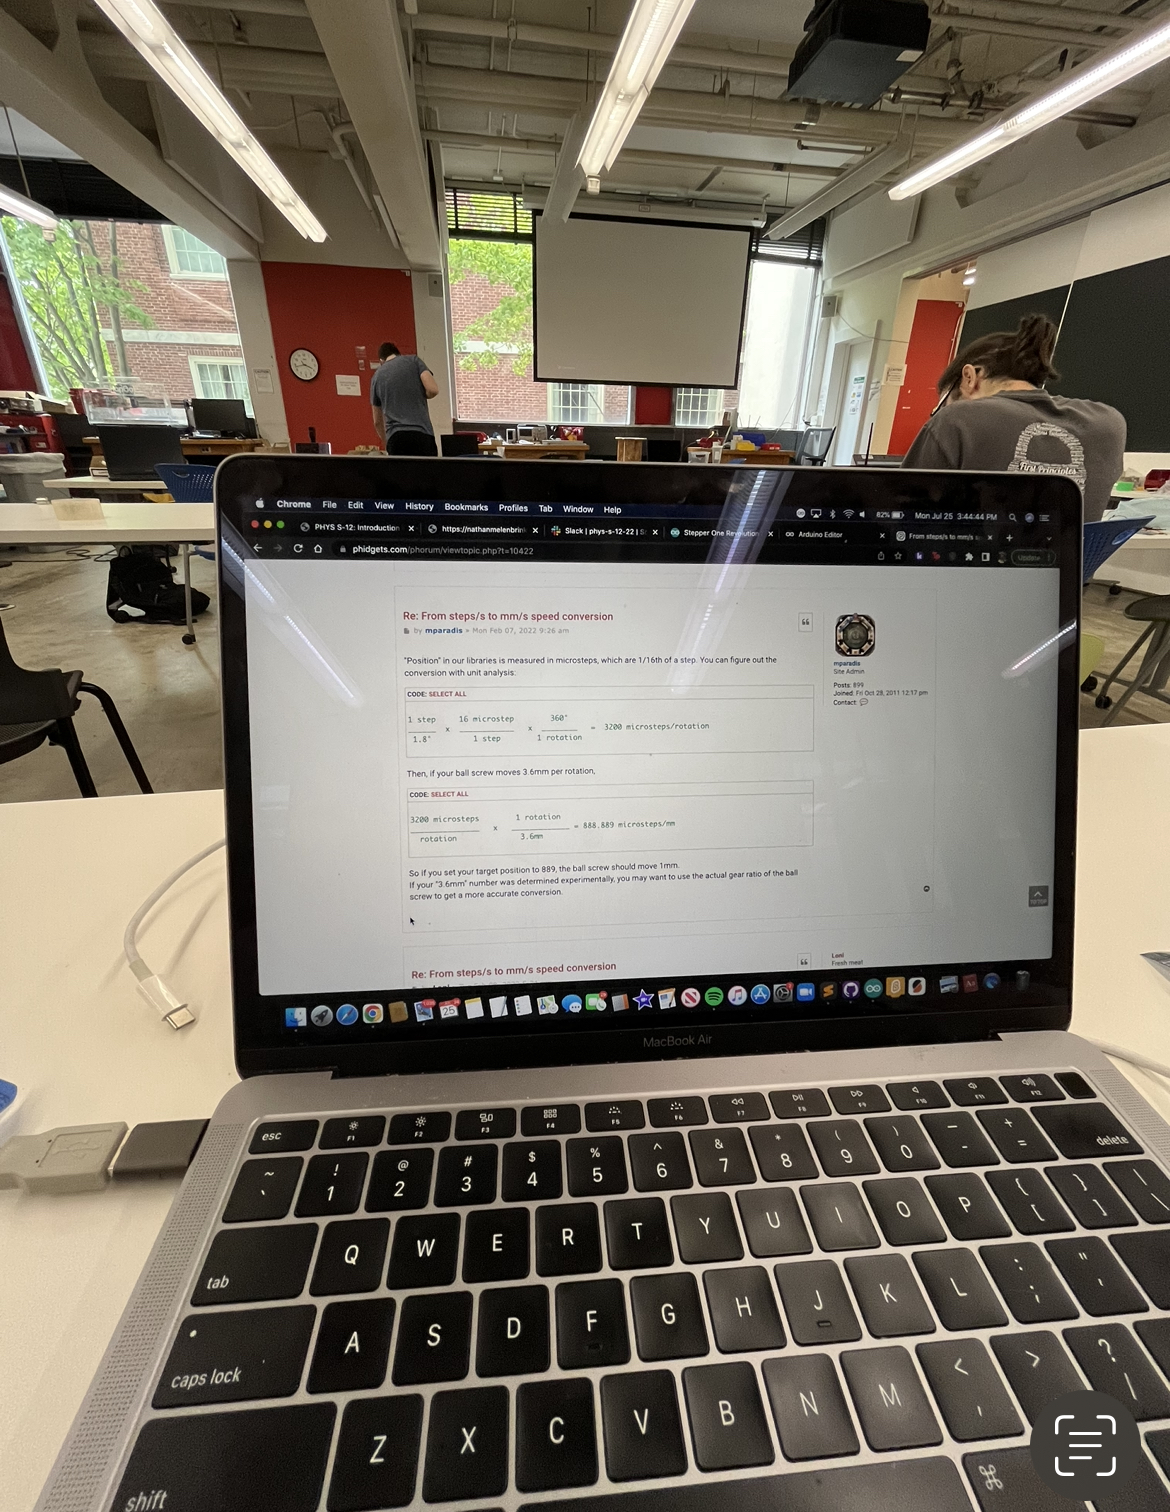 First Principles
Chrome File Edit View History Bookmarks Profiles Tab Window Help
82% Mon Jul 25 3:44:44 PM
PHYS S-12: Introduction × https://nathanmelenbrin × Slack | phys-s-12-22 | × Stepper One Revolution × Arduino Editor × From steps/s to mm/s × +
phidgets.com/phorum/viewtopic.php?t=10422
Update
Re: From steps/s to mm/s speed conversion
by mparadis » Mon Feb 07, 2022 9:26 am
“
mparadis
Site Admin
Posts: 899
Joined: Fri Oct 28, 2011 12:17 pm
Contact:
"Position" in our libraries is measured in microsteps, which are 1/16th of a step. You can figure out the
conversion with unit analysis:
CODE: SELECT ALL
1 step 16 microstep 360°
x x = 3200 microsteps/rotation
1.8° 1 step 1 rotation
Then, if your ball screw moves 3.6mm per rotation,
CODE: SELECT ALL
3200 microsteps 1 rotation
x = 888.889 microsteps/mm
rotation 3.6mm
So if you set your target position to 889, the ball screw should move 1mm.
If your "3.6mm" number was determined experimentally, you may want to use the actual gear ratio of the ball
screw to get a more accurate conversion.
TO TOP
Re: From steps/s to mm/s speed conversion
“
Leni
Fresh meat
25
MacBook Air
esc F1 F2 F3 F4 F5 F6 F7 F8 F9 F10 F11 F12
~ ` ! 1 @ 2 # 3 $ 4 % 5 ^ 6 & 7 * 8 ( 9 ) 0 _ - + = delete
tab Q W E R T Y U I O P { [ } ] | \
caps lock A S D F G H J K L : ; " '
shift Z X C V B N M < , > . ? /
⌘